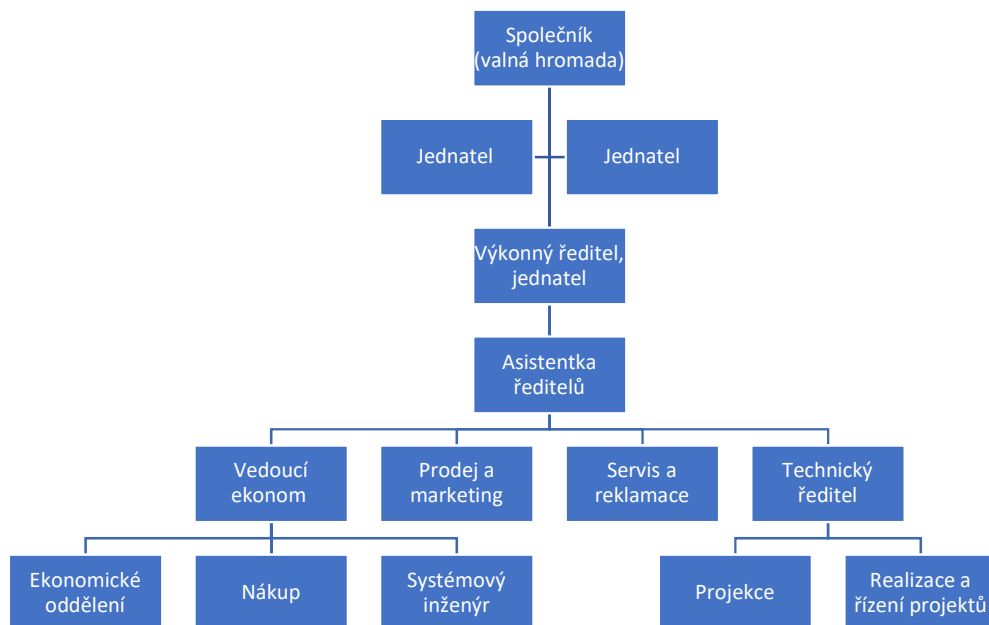 Společník
(valná hromada)
Jednatel
Jednatel
Výkonný ředitel,
jednatel
Asistentka
ředitelů
Vedoucí
ekonom
Prodej a
marketing
Servis a
reklamace
Technický
ředitel
Ekonomické
oddělení
Nákup
Systémový
inženýr
Projekce
Realizace a
řízení projektů